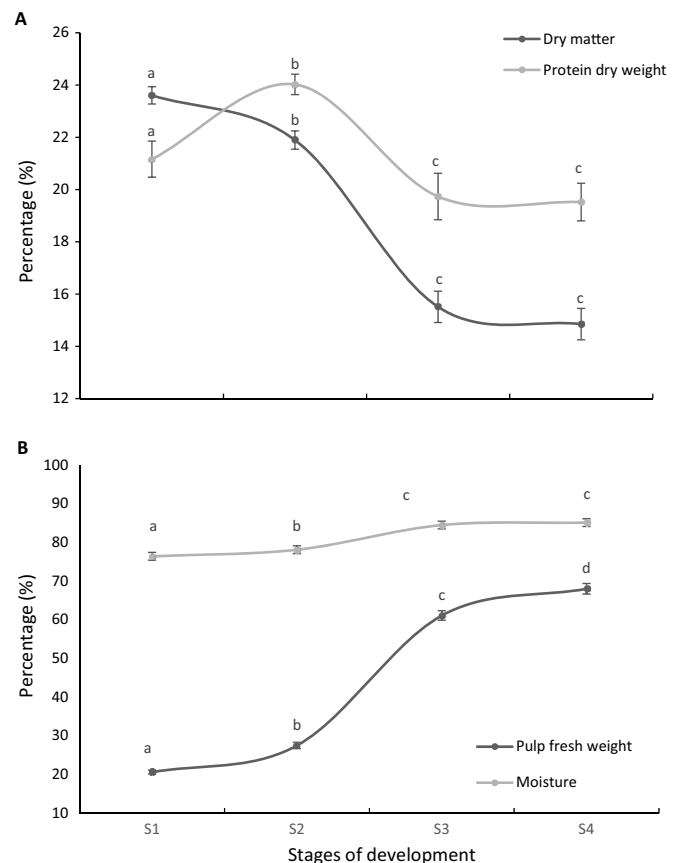 A
26
24
22
20
18
16
14
12
Percentage (%)
Dry matter
Protein dry weight
a
b
a
b
c
c
c
c
B
100
90
80
70
60
50
40
30
20
10
Percentage (%)
a
b
c
c
a
b
c
d
Pulp fresh weight
Moisture
S1 S2 S3 S4
Stages of development